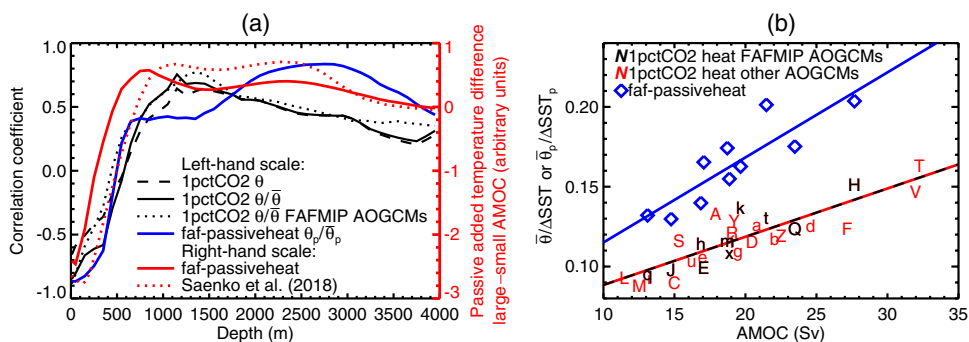 (a)
Correlation coefficient
1.0
0.5
0.0
-0.5
-1.0
Left-hand scale:
1pctCO2 θ
1pctCO2 θ/θ̅
1pctCO2 θ/θ̅ FAFMIP AOGCMs
faf-passiveheat θp/θ̅p
Right-hand scale:
faf-passiveheat
Saenko et al. (2018)
0 500 1000 1500 2000 2500 3000 3500 4000
Depth (m)
1
0
-1
-2
-3
Passive added temperature difference
large-small AMOC (arbitrary units)
(b)
θ̅/ΔSST or θ̅p/ΔSSTp
0.20
0.15
0.10
N 1pctCO2 heat FAFMIP AOGCMs
N 1pctCO2 heat other AOGCMs
faf-passiveheat
T
V
H
k
A
Y
t
a
Q
d
F
S
h
m
D
b
Z
x
g
e
u
E
L
q
J
M
C
10 15 20 25 30 35
AMOC (Sv)